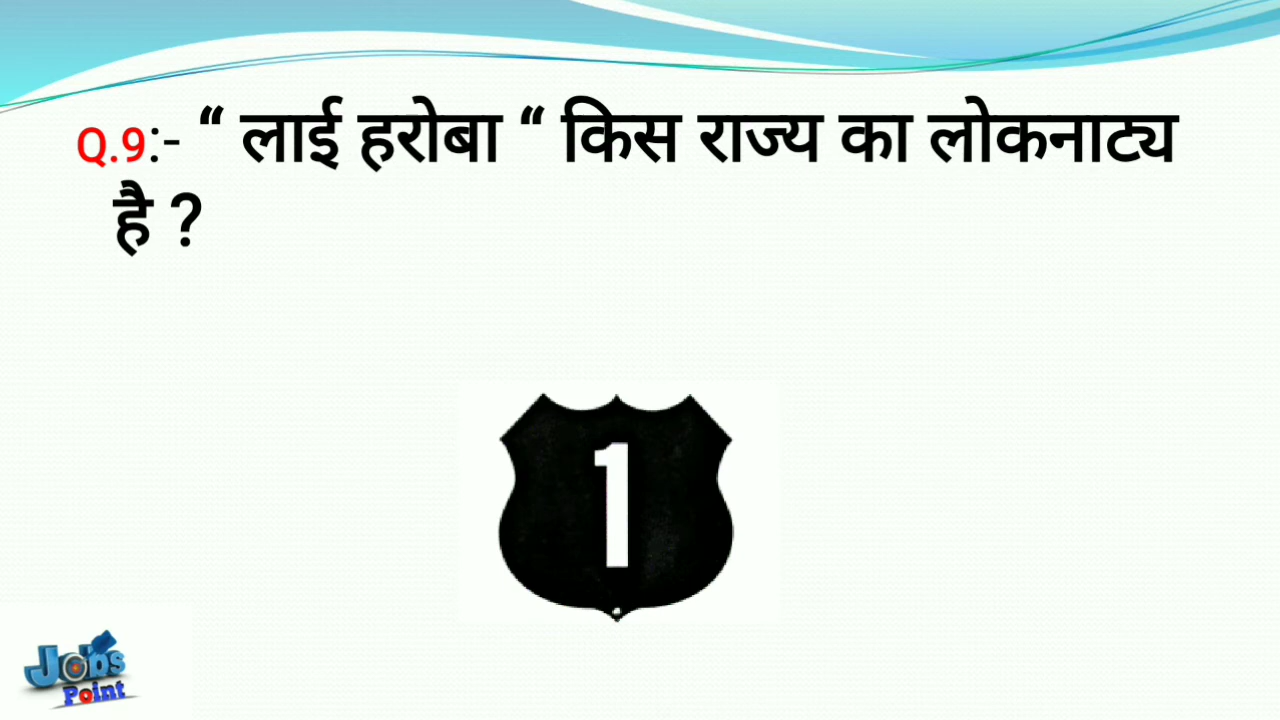 Q.9:- “ लाई हरोबा “ किस राज्य का लोकनाट्य
है ?
1
Jobs
Point